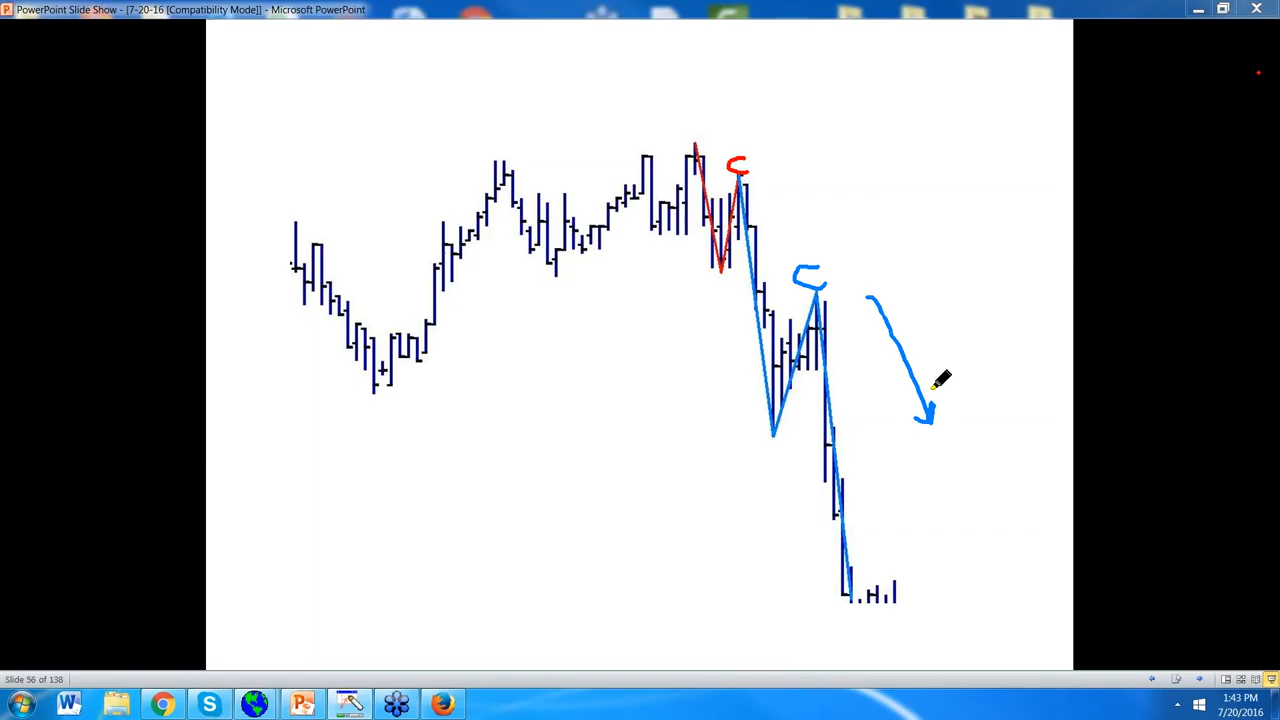 PowerPoint Slide Show - [7-20-16 [Compatibility Mode]] - Microsoft PowerPoint
C
C
Slide 56 of 138
1:43 PM
7/20/2016